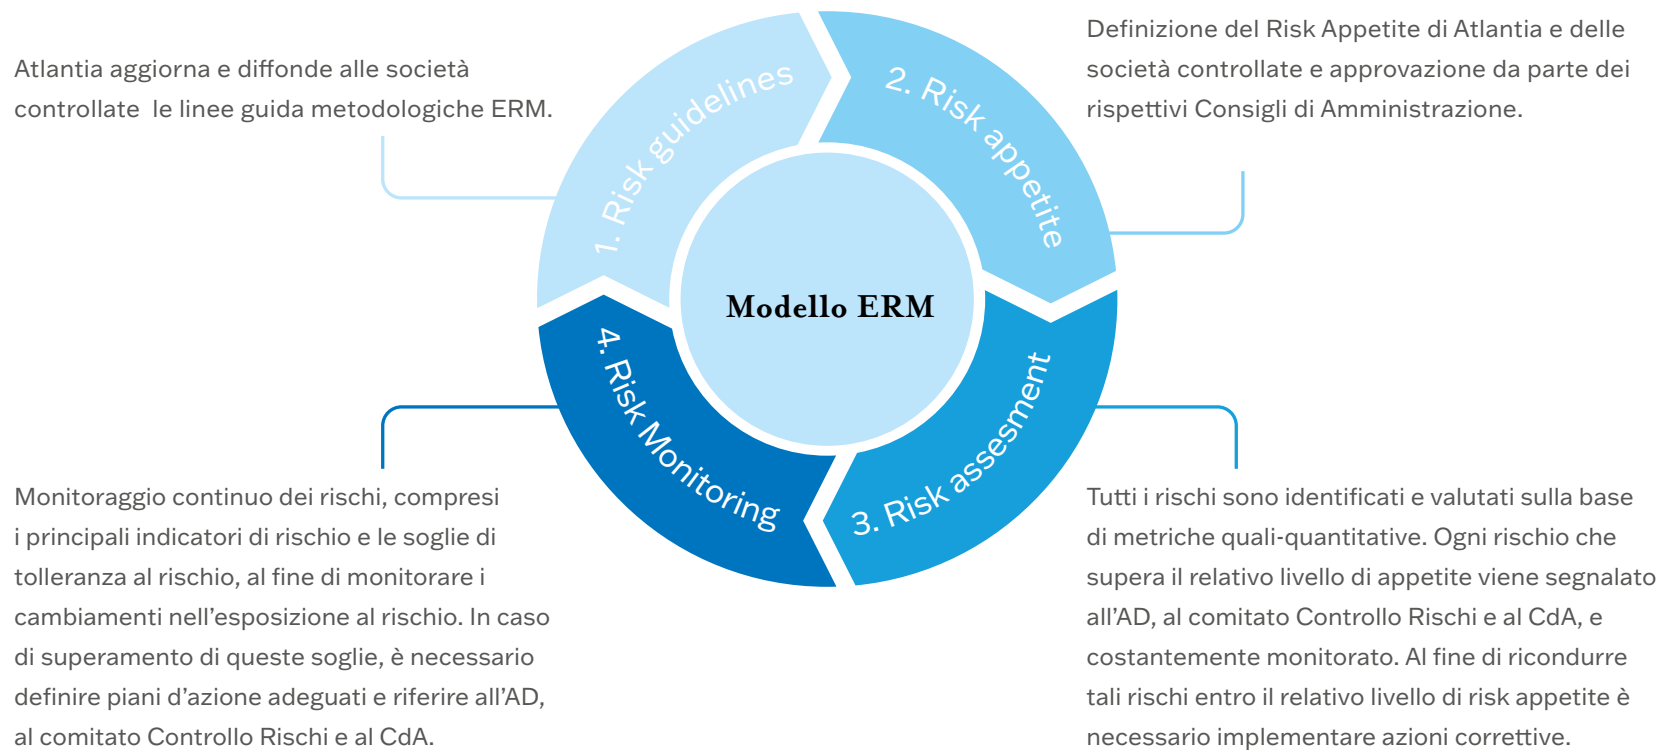 Atlantia aggiorna e diffonde alle società
controllate  le linee guida metodologiche ERM.
1. Risk guidelines
2. Risk appetite
Definizione del Risk Appetite di Atlantia e delle
società controllate e approvazione da parte dei
rispettivi Consigli di Amministrazione.
Modello ERM
4. Risk Monitoring
3. Risk assesment
Monitoraggio continuo dei rischi, compresi
i principali indicatori di rischio e le soglie di
tolleranza al rischio, al fine di monitorare i
cambiamenti nell’esposizione al rischio. In caso
di superamento di queste soglie, è necessario
definire piani d’azione adeguati e riferire all’AD,
al comitato Controllo Rischi e al CdA.
Tutti i rischi sono identificati e valutati sulla base
di metriche quali-quantitative. Ogni rischio che
supera il relativo livello di appetite viene segnalato
all’AD, al comitato Controllo Rischi e al CdA, e
costantemente monitorato. Al fine di ricondurre
tali rischi entro il relativo livello di risk appetite è
necessario implementare azioni correttive.